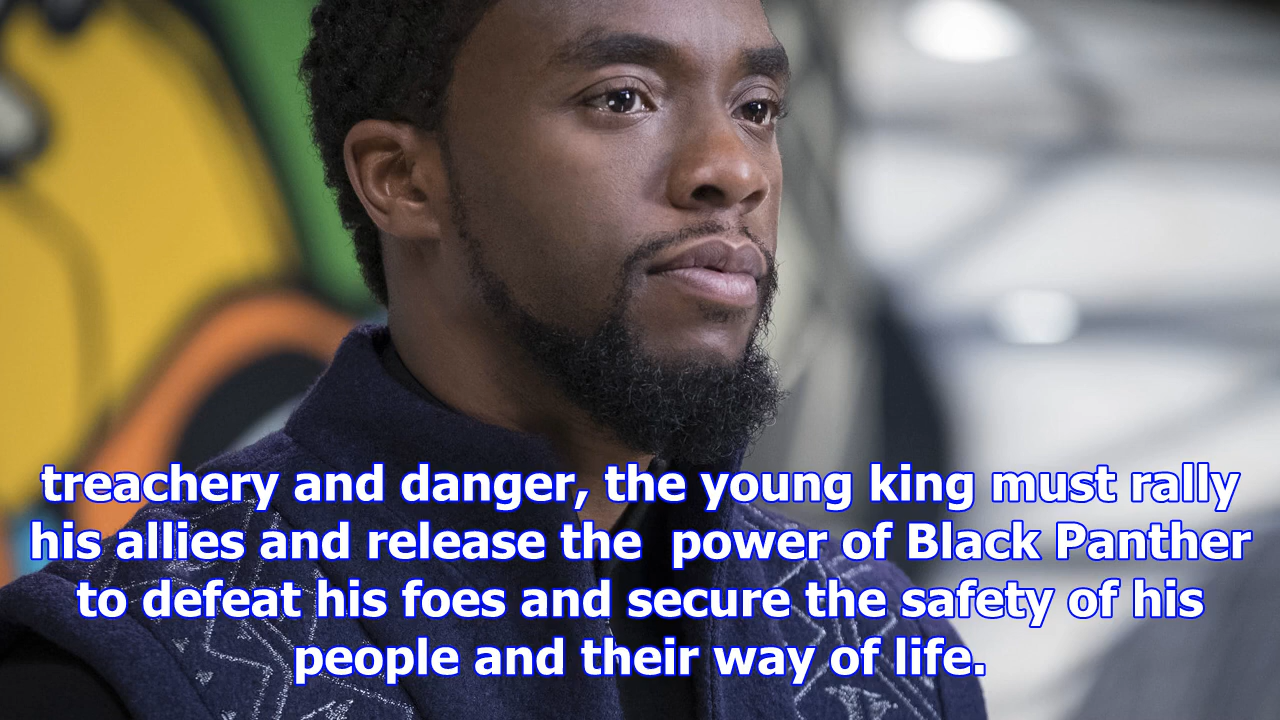 treachery and danger, the young king must rally
his allies and release the  power of Black Panther
to defeat his foes and secure the safety of his
people and their way of life.